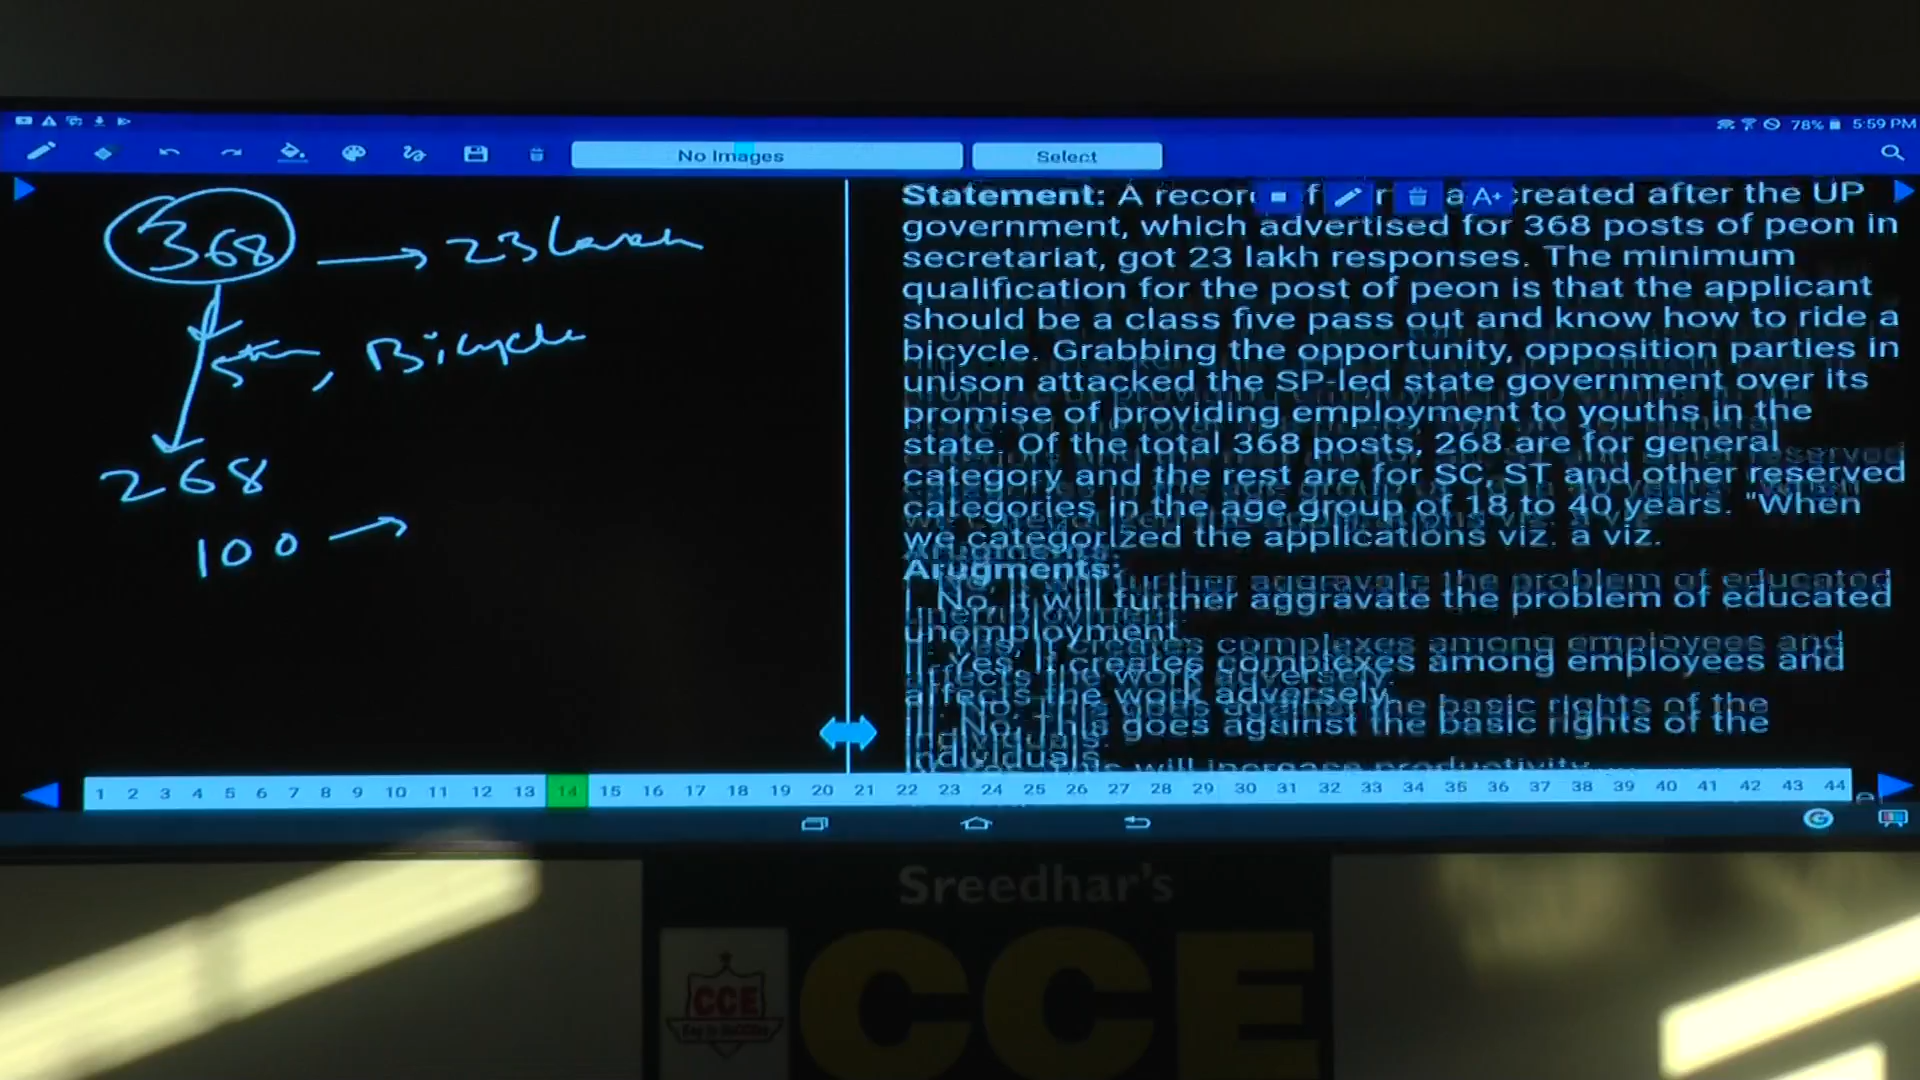 78% 5:59 PM
No Images
Select
368 → 23 lakh
5th, Bicycle
268
100 →
Statement: A record of created after the UP
government, which advertised for 368 posts of peon in
secretariat, got 23 lakh responses. The minimum
qualification for the post of peon is that the applicant
should be a class five pass out and know how to ride a
bicycle. Grabbing the opportunity, opposition parties in
unison attacked the SP-led state government over its
promise of providing employment to youths in the
state. Of the total 368 posts, 268 are for general
category and the rest are for SC, ST and other reserved
categories in the age group of 18 to 40 years. "When
we categorized the applications viz. a viz.
Arugments:
I. No, it will further aggravate the problem of educated
unemployment.
II. Yes, It creates complexes among employees and
affects the work adversely.
III. No; this goes against the basic rights of the
individuals.
will increase productivity.
A+
1 2 3 4 5 6 7 8 9 10 11 12 13 14 15 16 17 18 19 20 21 22 23 24 25 26 27 28 29 30 31 32 33 34 35 36 37 38 39 40 41 42 43 44
Sreedhar's
CCE
CCE